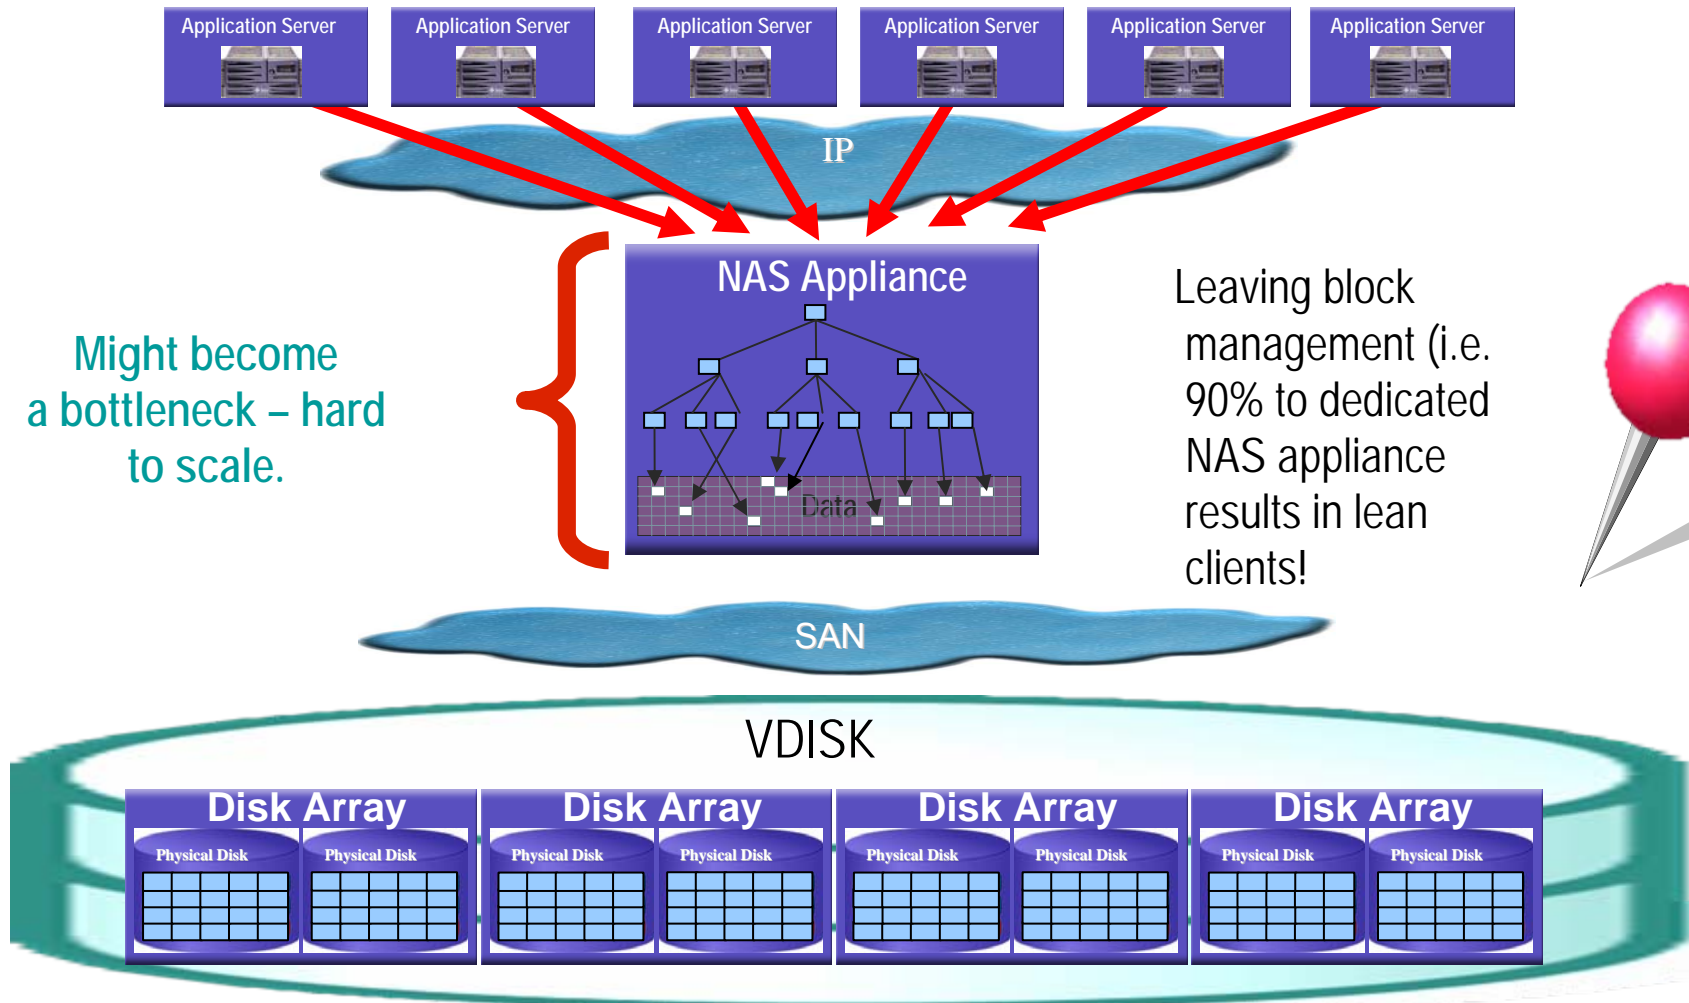 Application Server
Application Server
Application Server
Application Server
Application Server
Application Server
IP
NAS Appliance
Data
Might become
a bottleneck – hard
to scale.
Leaving block
management (i.e.
90% to dedicated
NAS appliance
results in lean
clients!
SAN
VDISK
Disk Array
Disk Array
Disk Array
Disk Array
Physical Disk
Physical Disk
Physical Disk
Physical Disk
Physical Disk
Physical Disk
Physical Disk
Physical Disk